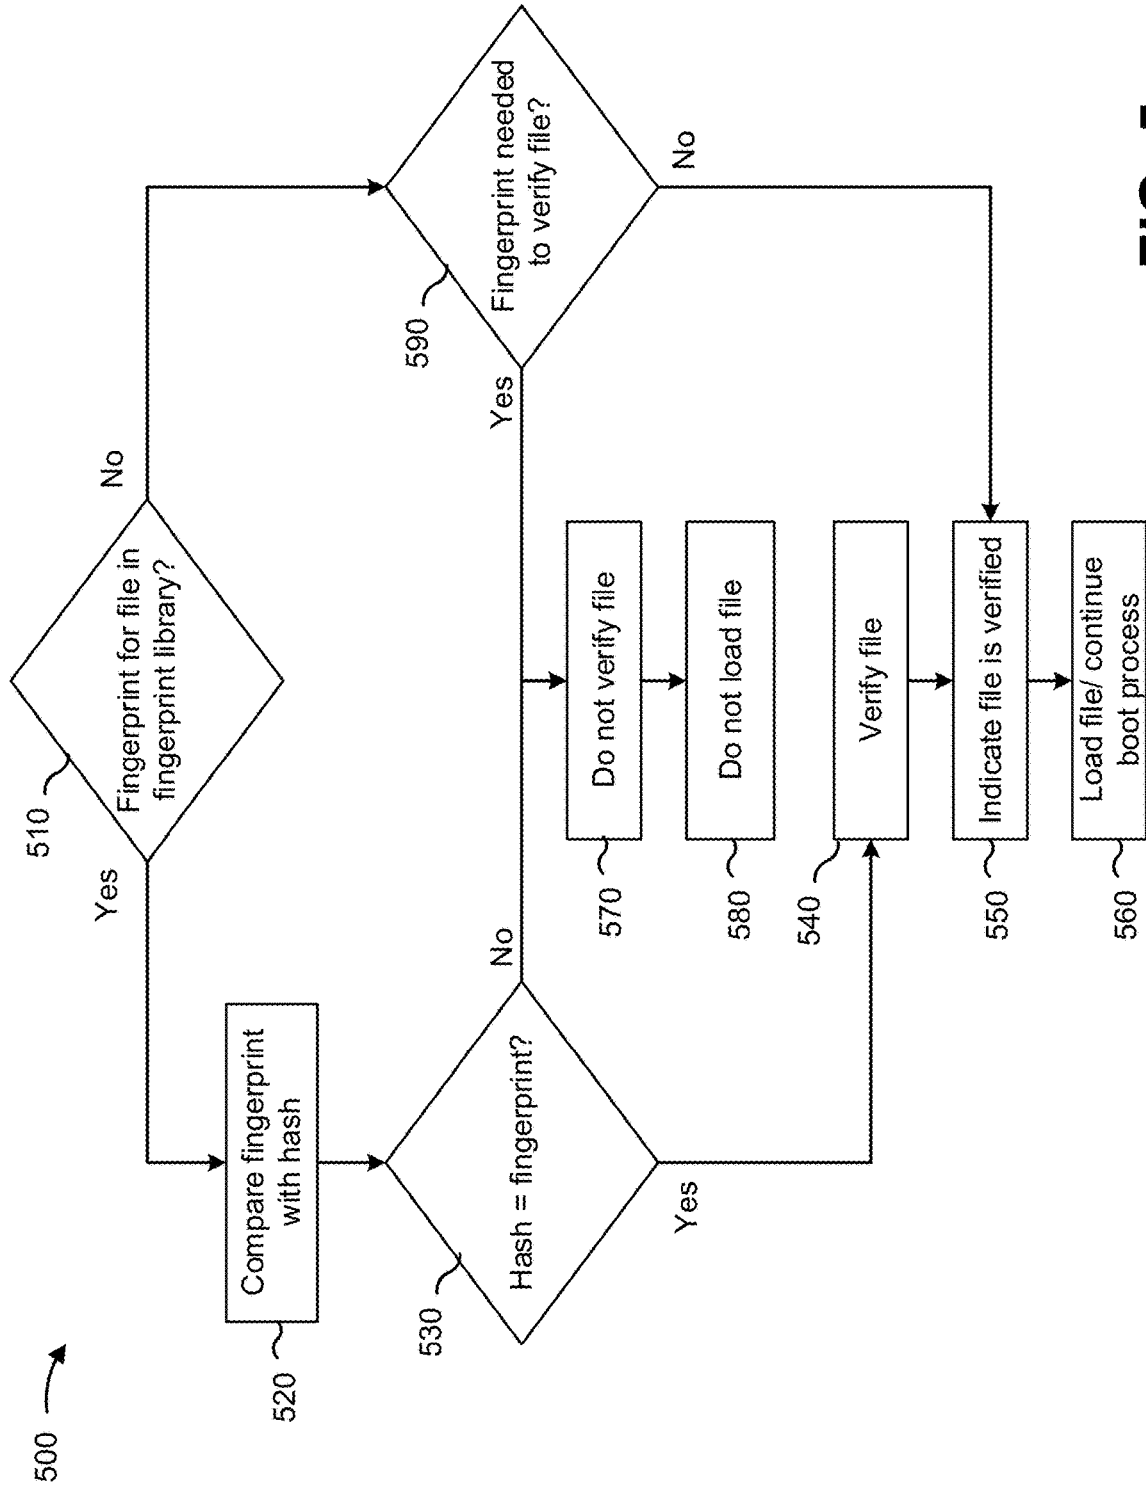 500
510
Fingerprint for file in
fingerprint library?
Yes
No
520
Compare fingerprint
with hash
530
Hash = fingerprint?
No
Yes
590
Fingerprint needed
to verify file?
Yes
No
570
Do not verify file
580
Do not load file
540
Verify file
550
Indicate file is verified
560
Load file/ continue
boot process